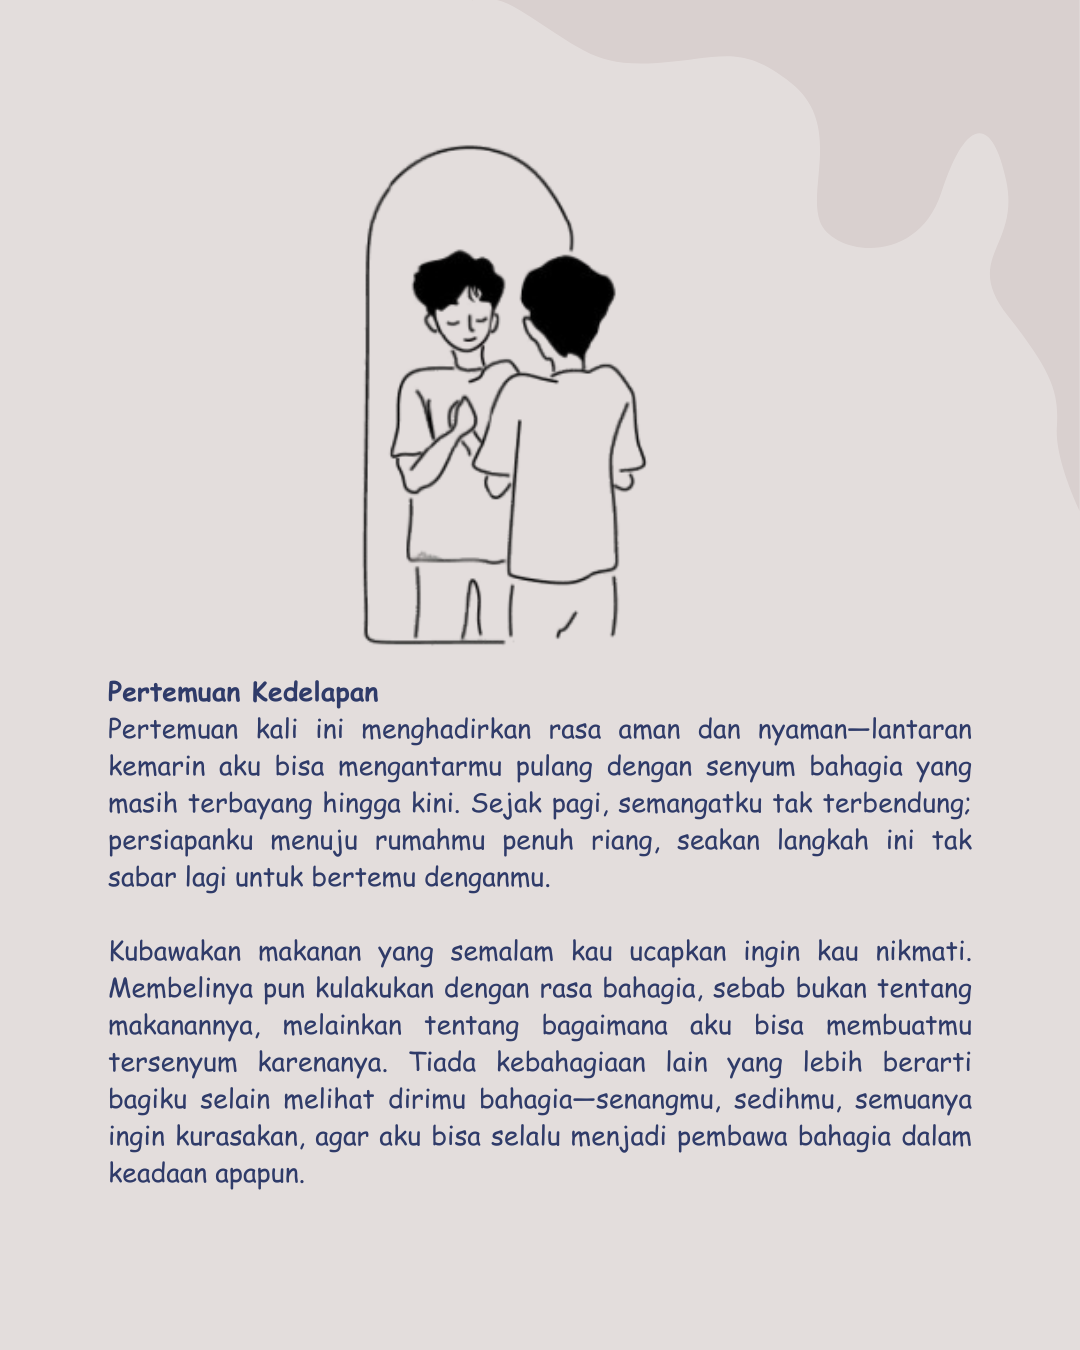 Pertemuan Kedelapan
Pertemuan kali ini menghadirkan rasa aman dan nyaman—lantaran
kemarin aku bisa mengantarmu pulang dengan senyum bahagia yang
masih terbayang hingga kini. Sejak pagi, semangatku tak terbendung;
persiapanku menuju rumahmu penuh riang, seakan langkah ini tak
sabar lagi untuk bertemu denganmu.

Kubawakan makanan yang semalam kau ucapkan ingin kau nikmati.
Membelinya pun kulakukan dengan rasa bahagia, sebab bukan tentang
makanannya, melainkan tentang bagaimana aku bisa membuatmu
tersenyum karenanya. Tiada kebahagiaan lain yang lebih berarti
bagiku selain melihat dirimu bahagia—senangmu, sedihmu, semuanya
ingin kurasakan, agar aku bisa selalu menjadi pembawa bahagia dalam
keadaan apapun.